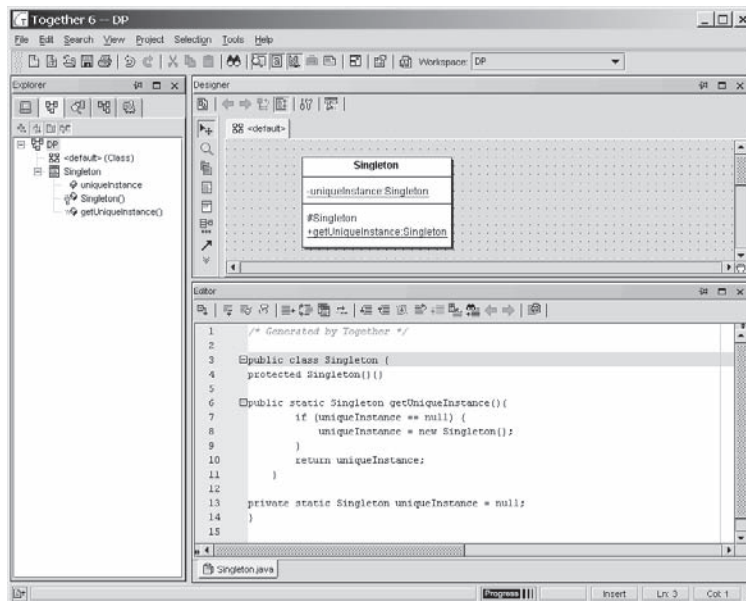 Together 6 -- DP
File Edit Search View Project Selection Tools Help
Workspace: DP
Explorer
DP
<default> (Class)
Singleton
uniqueInstance
Singleton()
getUniqueInstance()
Designer
<default>
Singleton
-uniqueInstance:Singleton
#Singleton
+getUniqueInstance:Singleton
Editor
1 /* Generated by Together */
2
3 public class Singleton {
4 protected Singleton(){}
5
6 public static Singleton getUniqueInstance(){
7 if (uniqueInstance == null) {
8 uniqueInstance = new Singleton();
9 }
10 return uniqueInstance;
11 }
12
13 private static Singleton uniqueInstance = null;
14 }
15
Singleton.java
Progress Insert Ln: 3 Col: 1